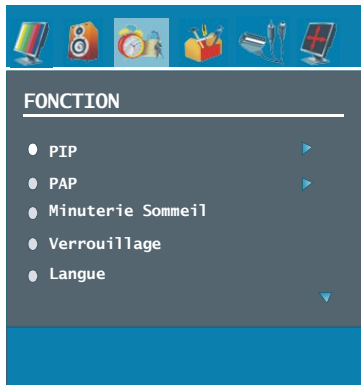 FONCTION
PIP
PAP
Minuterie Sommeil
Verrouillage
Langue